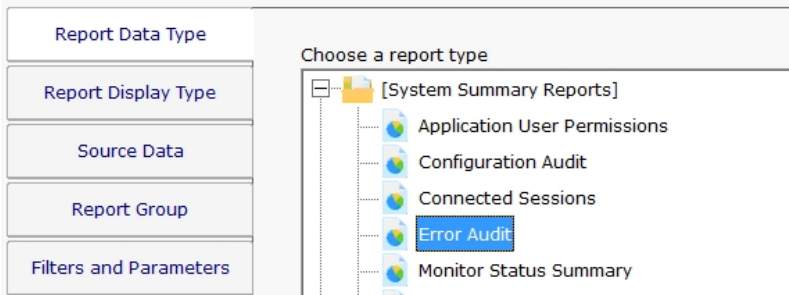 Report Data Type
Report Display Type
Source Data
Report Group
Filters and Parameters
Choose a report type
[System Summary Reports]
Application User Permissions
Configuration Audit
Connected Sessions
Error Audit
Monitor Status Summary